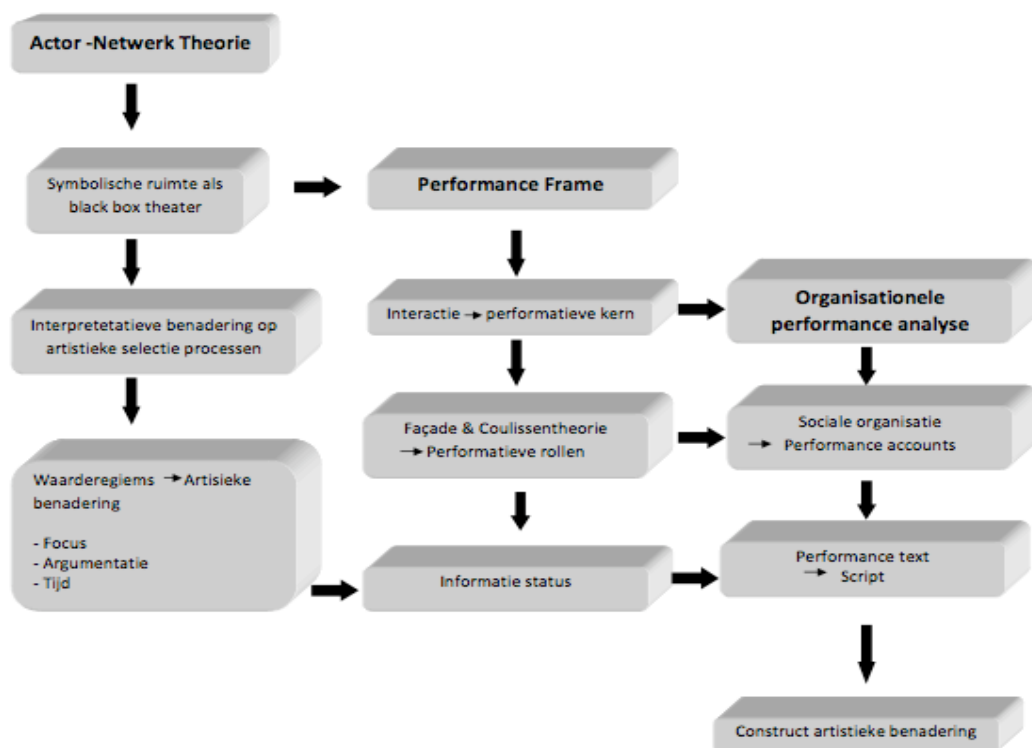 Actor -Netwerk Theorie
Symbolische ruimte als
black box theater
Performance Frame
Interpretetatieve benadering op
artistieke selectie processen
Interactie → performatieve kern
Organisationele
performance analyse
Façade & Coulissentheorie
→ Performatieve rollen
Sociale organisatie
→ Performance accounts
Waarderegiems → Artisieke
benadering
- Focus
- Argumentatie
- Tijd
Informatie status
Performance text
→ Script
Construct artistieke benadering